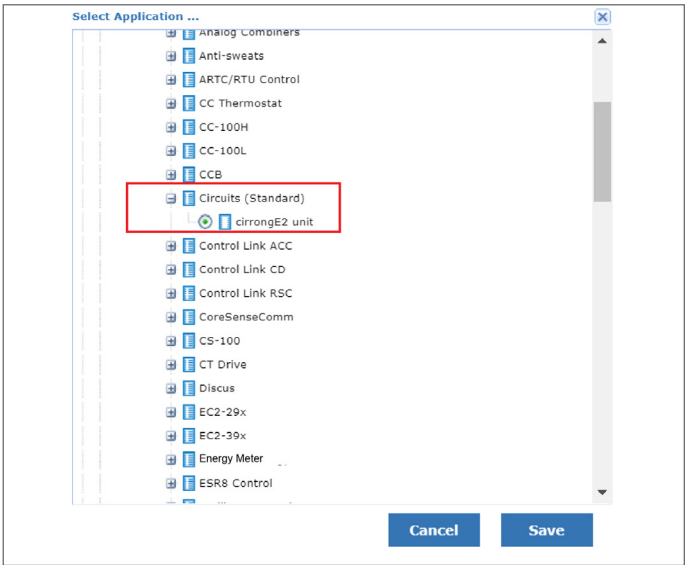 Select Application ...
Analog Combiners
Anti-sweats
ARTC/RTU Control
CC Thermostat
CC-100H
CC-100L
CCB
Circuits (Standard)
cirrongE2 unit
Control Link ACC
Control Link CD
Control Link RSC
CoreSenseComm
CS-100
CT Drive
Discus
EC2-29x
EC2-39x
Energy Meter
ESR8 Control
Cancel
Save